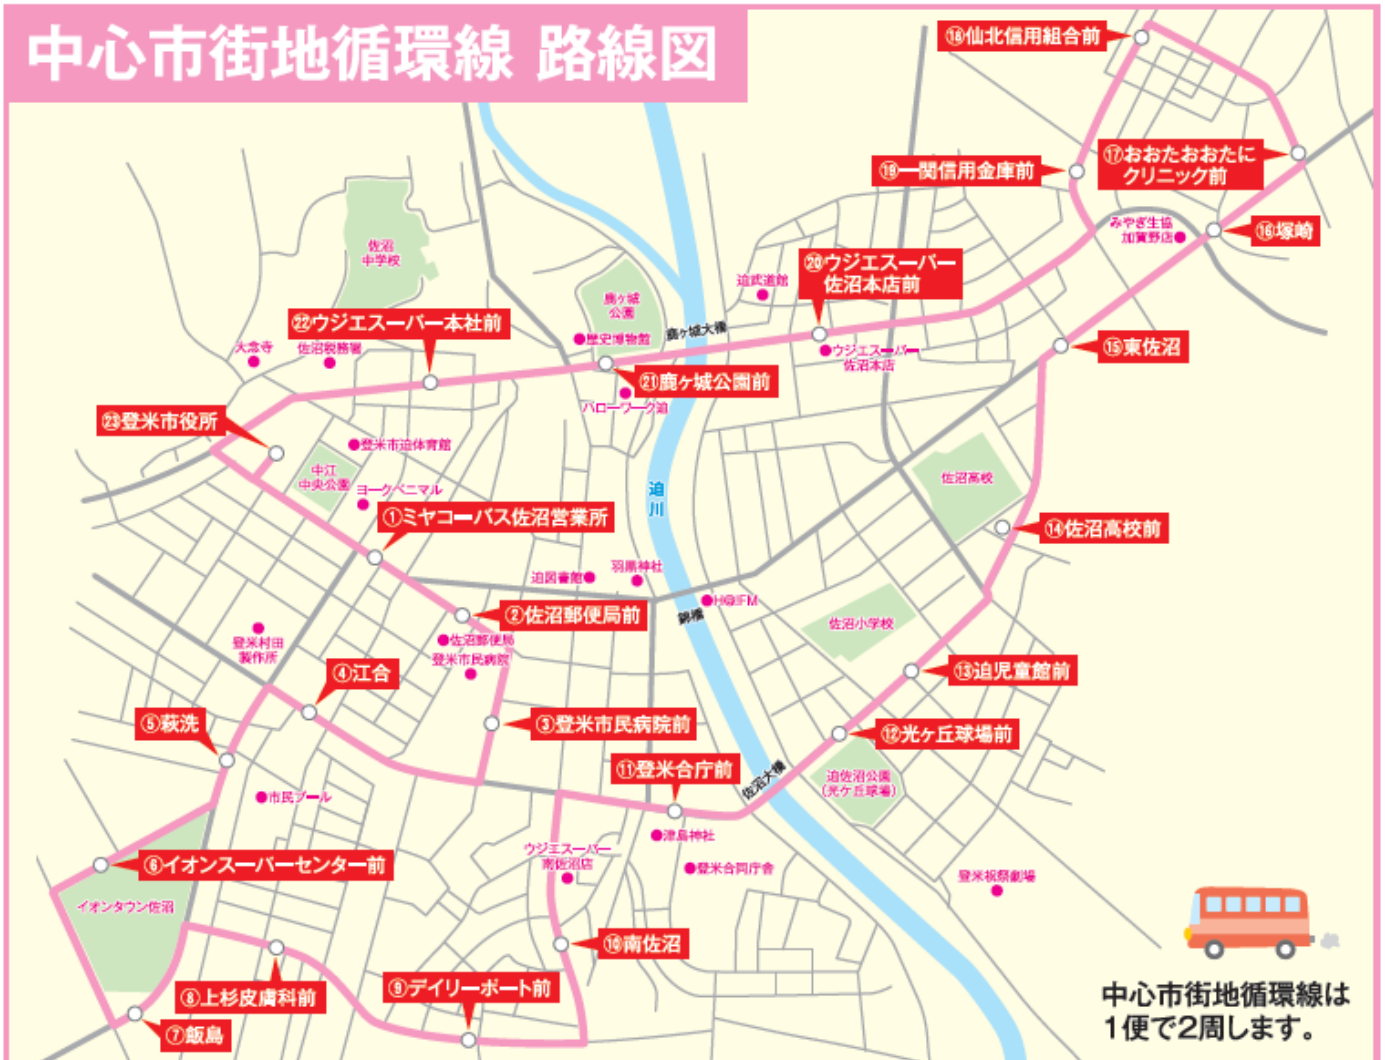 中心市街地循環線 路線図
⑱仙北信用組合前
⑲一関信用金庫前
⑰おおたおおたに
クリニック前
みやぎ生協
加賀野店
⑯塚崎
佐沼
中学校
⑳ウジエスーパー
佐沼本店前
迫武道館
鹿ケ城
公園
㉒ウジエスーパー本社前
歴史博物館
鹿ヶ城大橋
大念寺
佐沼税務署
ウジエスーパー
佐沼本店
⑮東佐沼
㉑鹿ヶ城公園前
ハローワーク迫
㉓登米市役所
登米市迫体育館
中江
中央公園
ヨークベニマル
佐沼高校
迫川
①ミヤコーバス佐沼営業所
⑭佐沼高校前
迫図書館
羽黒神社
H@!FM
錦橋
②佐沼郵便局前
佐沼郵便局
登米市民病院
佐沼小学校
登米村田
製作所
④江合
⑬迫児童館前
⑤萩洗
③登米市民病院前
⑫光ヶ丘球場前
⑪登米合庁前
佐沼大橋
迫佐沼公園
(光ケ丘球場)
市民プール
津島神社
ウジエスーパー
南佐沼店
⑥イオンスーパーセンター前
登米合同庁舎
登米祝祭劇場
イオンタウン佐沼
⑩南佐沼
⑧上杉皮膚科前
⑨デイリーポート前
⑦飯島
中心市街地循環線は
1便で2周します。